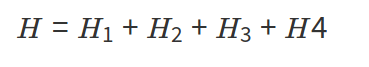 H = H₁ + H₂ + H₃ + H4